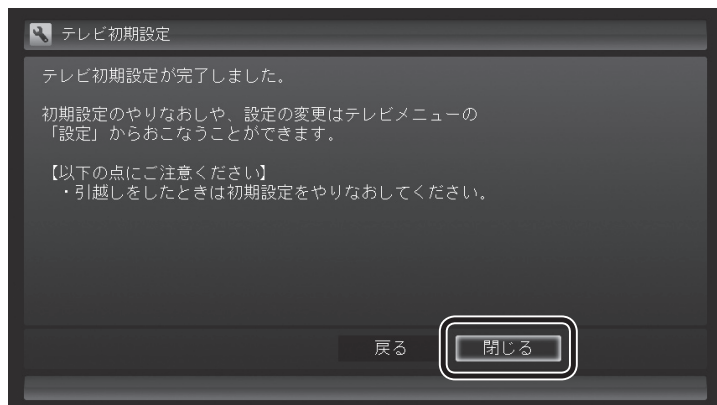 テレビ初期設定
テレビ初期設定が完了しました。
初期設定のやりなおしや、設定の変更はテレビメニューの
「設定」からおこなうことができます。
【以下の点にご注意ください】
・引越しをしたときは初期設定をやりなおしてください。
戻る 閉じる